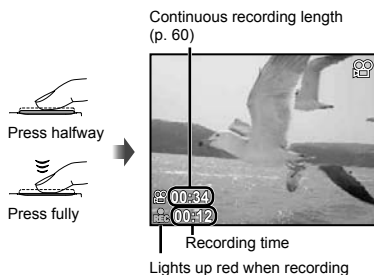 Continuous recording length
(p. 60)
Press halfway
Press fully
00:34
REC 00:12
Recording time
Lights up red when recording